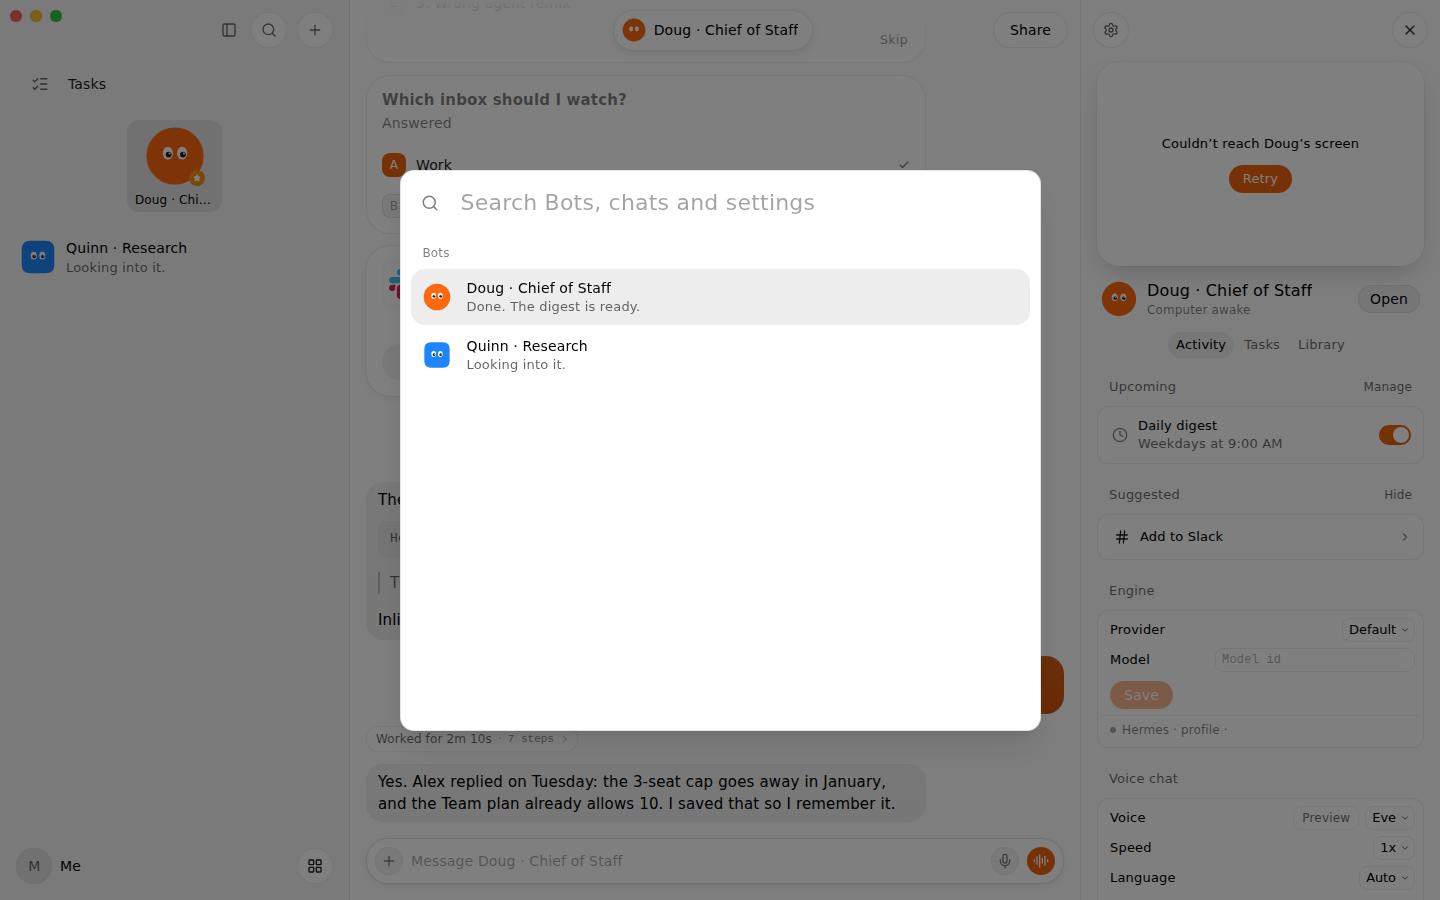 3. Wrong agent remix
Doug · Chief of Staff
Skip
Share
Tasks
Doug · Chi...
Quinn · Research
Looking into it.
M
Me
Which inbox should I watch?
Answered
A
Work
B
The
T
Inli
Search Bots, chats and settings
Bots
Doug · Chief of Staff
Done. The digest is ready.
Quinn · Research
Looking into it.
Worked for 2m 10s · 7 steps
Yes. Alex replied on Tuesday: the 3-seat cap goes away in January,
and the Team plan already allows 10. I saved that so I remember it.
Message Doug · Chief of Staff
Couldn’t reach Doug’s screen
Retry
Doug · Chief of Staff
Computer awake
Open
Activity
Tasks
Library
Upcoming
Manage
Daily digest
Weekdays at 9:00 AM
Suggested
Hide
Add to Slack
Engine
Provider
Default
Model
Model id
Save
Hermes · profile ·
Voice chat
Voice
Preview
Eve
Speed
1x
Language
Auto